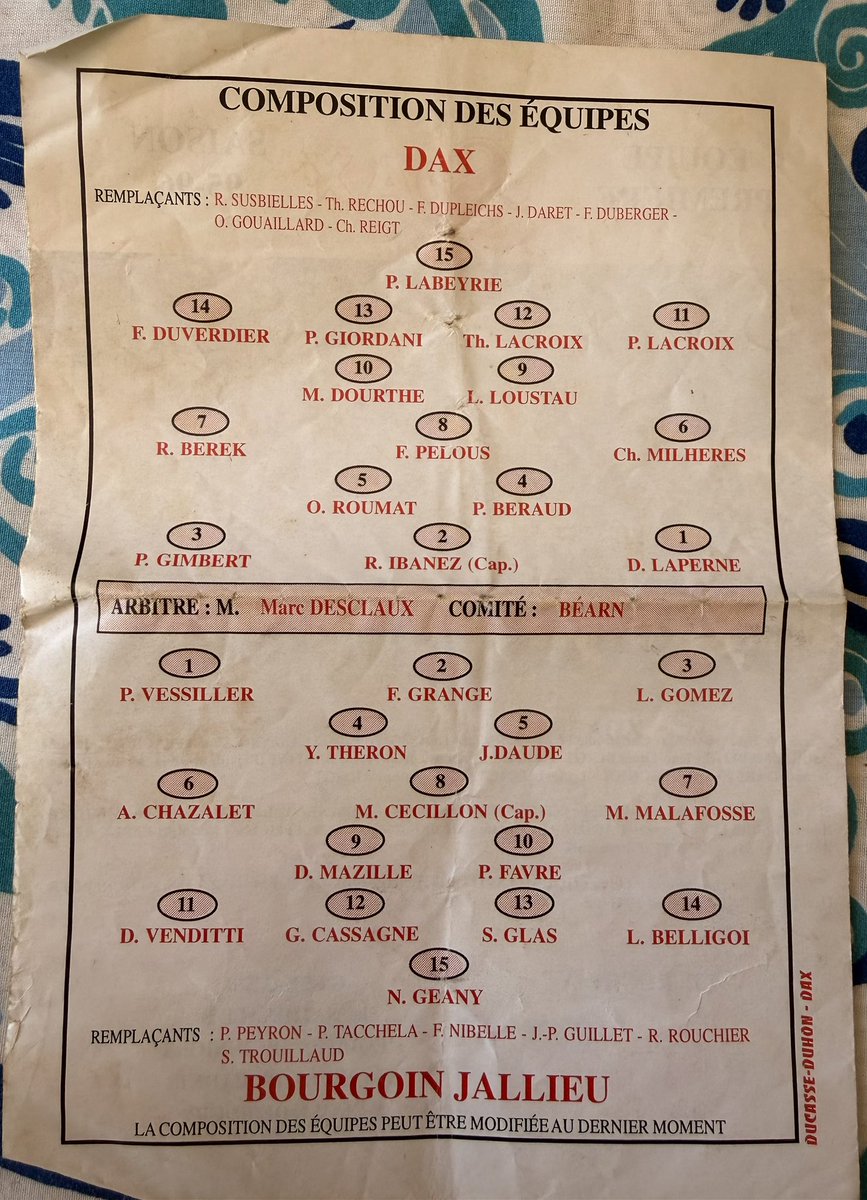 COMPOSITION DES ÉQUIPES
DAX
REMPLAÇANTS : R. SUSBIELLES - Th. RECHOU - F. DUPLEICHS - J. DARET - F. DUBERGER -
O. GOUAILLARD - Ch. REIGT
15
P. LABEYRIE
14 13 12 11
F. DUVERDIER P. GIORDANI Th. LACROIX P. LACROIX
10 9
M. DOURTHE L. LOUSTAU
7 8 6
R. BEREK F. PELOUS Ch. MILHERES
5 4
O. ROUMAT P. BERAUD
3 2 1
P. GIMBERT R. IBANEZ (Cap.) D. LAPERNE
ARBITRE : M. Marc DESCLAUX COMITÉ : BÉARN
1 2 3
P. VESSILLER F. GRANGE L. GOMEZ
4 5
Y. THERON J.DAUDE
6 8 7
A. CHAZALET M. CECILLON (Cap.) M. MALAFOSSE
9 10
D. MAZILLE P. FAVRE
11 12 13 14
D. VENDITTI G. CASSAGNE S. GLAS L. BELLIGOI
15
N. GEANY
REMPLAÇANTS : P. PEYRON - P. TACCHELA - F. NIBELLE - J.-P. GUILLET - R. ROUCHIER
S. TROUILLAUD
BOURGOIN JALLIEU
LA COMPOSITION DES ÉQUIPES PEUT ÊTRE MODIFIÉE AU DERNIER MOMENT
DUCASSE-DUHON - DAX